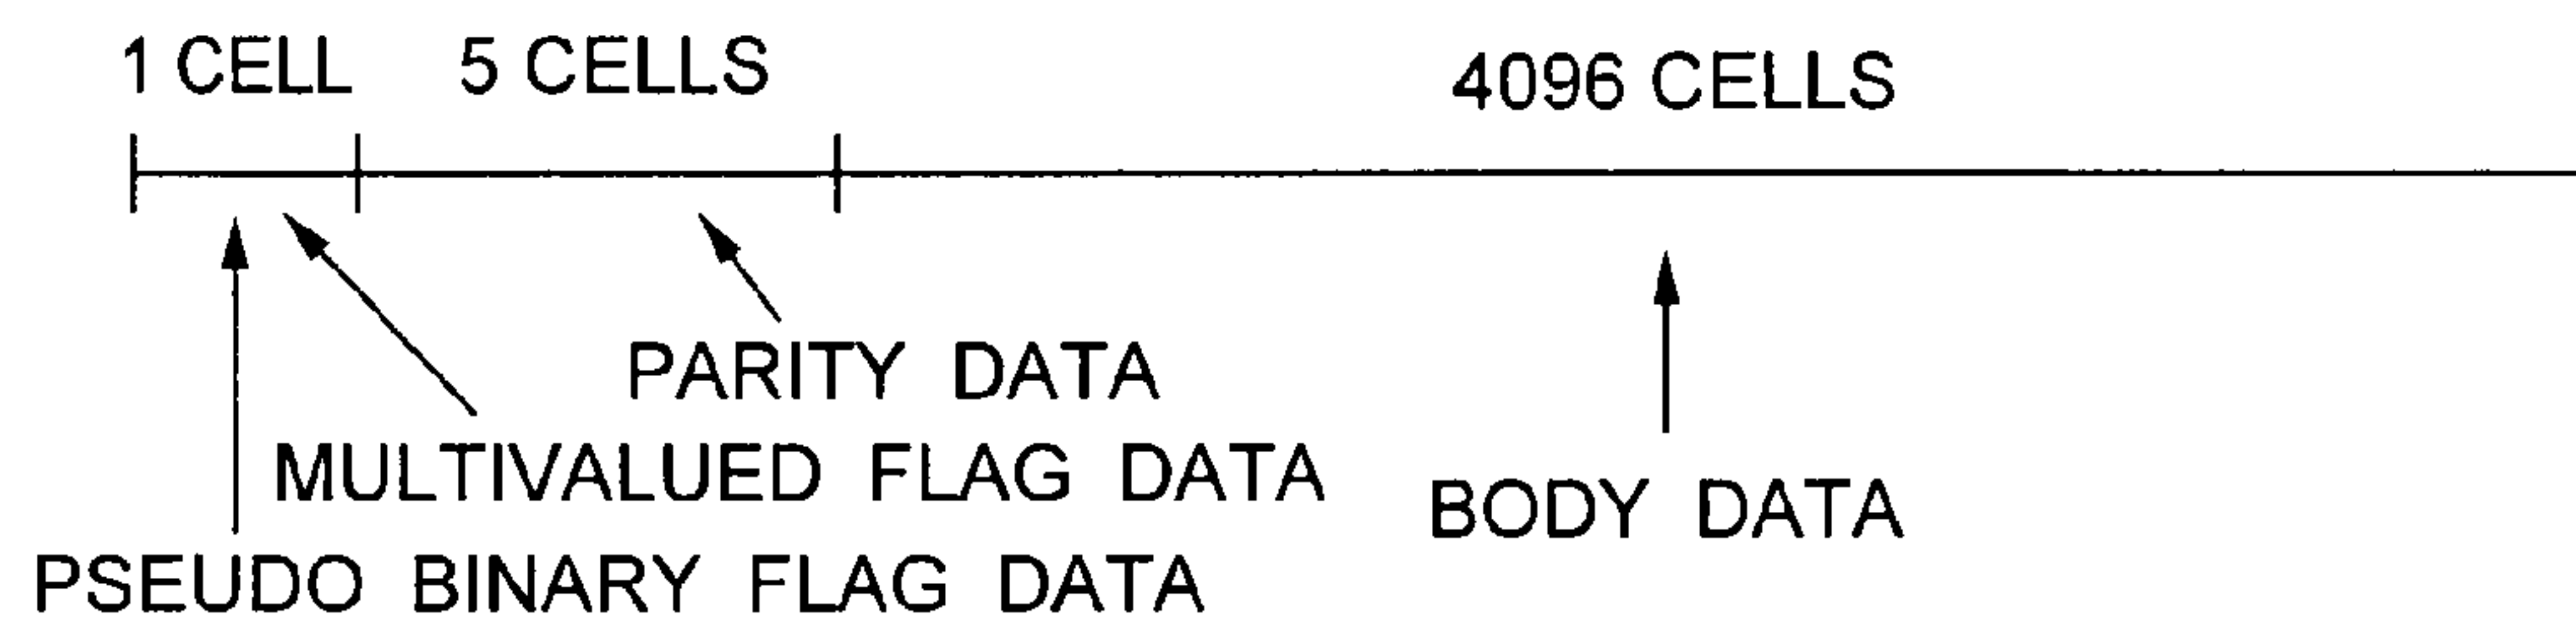 1 CELL
5 CELLS
4096 CELLS
PARITY DATA
MULTIVALUED FLAG DATA
BODY DATA
PSEUDO BINARY FLAG DATA